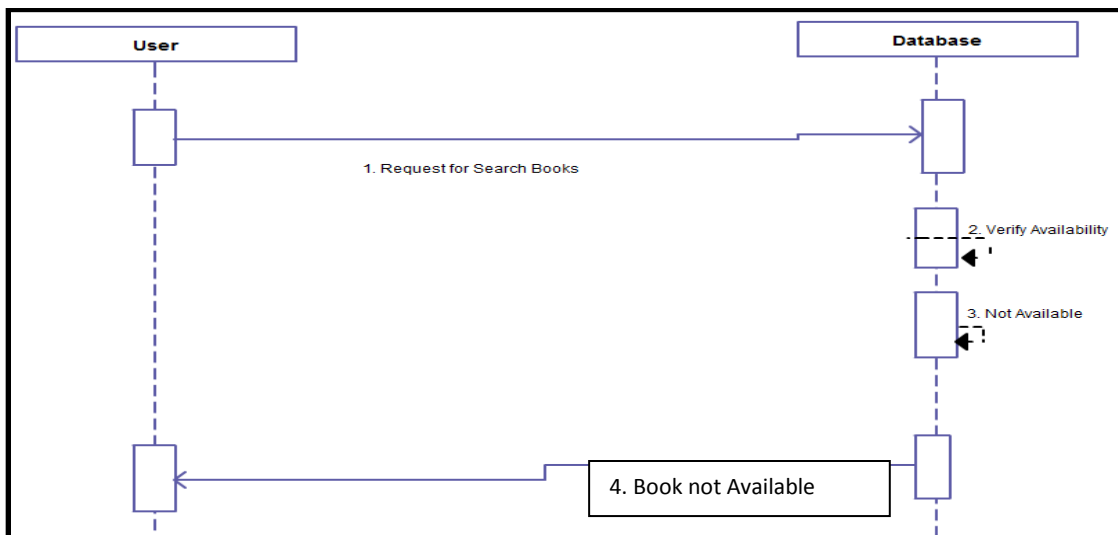 User
Database
1. Request for Search Books
2. Verify Availability
3. Not Available
4. Book not Available